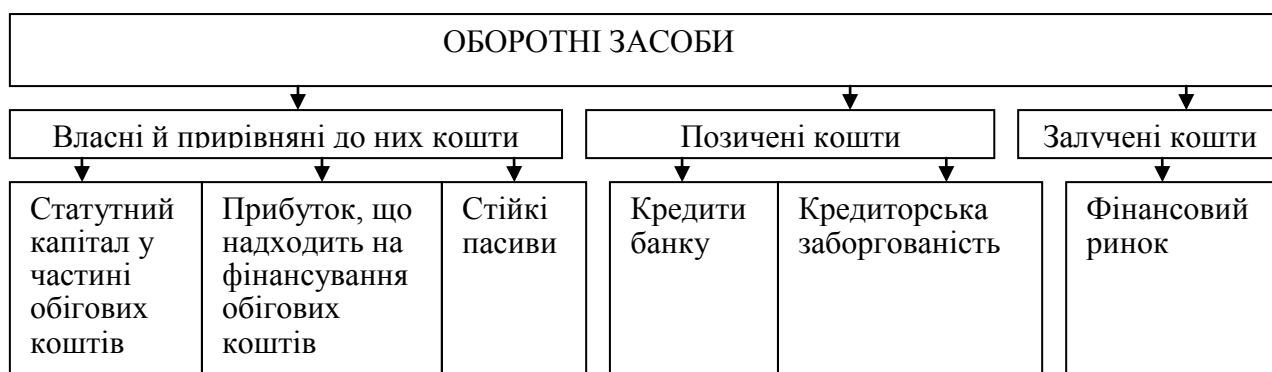 ОБОРОТНІ ЗАСОБИ
Власні й прирівняні до них кошти
Позичені кошти
Залучені кошти
Статутний
капітал у
частині
обігових
коштів
Прибуток, що
надходить на
фінансування
обігових
коштів
Стійкі
пасиви
Кредити
банку
Кредиторська
заборгованість
Фінансовий
ринок